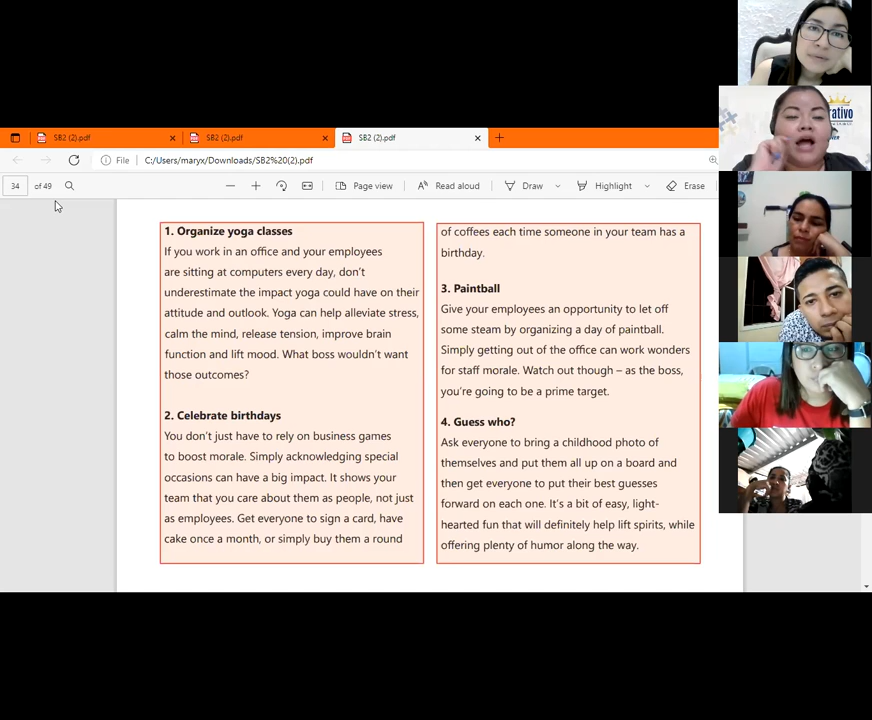 SB2 (2).pdf
SB2 (2).pdf
SB2 (2).pdf
File
C:/Users/maryx/Downloads/SB2%20(2).pdf
34 of 49
Page view
Read aloud
Draw
Highlight
Erase
1. Organize yoga classes
If you work in an office and your employees
are sitting at computers every day, don't
underestimate the impact yoga could have on their
attitude and outlook. Yoga can help alleviate stress,
calm the mind, release tension, improve brain
function and lift mood. What boss wouldn't want
those outcomes?
2. Celebrate birthdays
You don't just have to rely on business games
to boost morale. Simply acknowledging special
occasions can have a big impact. It shows your
team that you care about them as people, not just
as employees. Get everyone to sign a card, have
cake once a month, or simply buy them a round
of coffees each time someone in your team has a
birthday.
3. Paintball
Give your employees an opportunity to let off
some steam by organizing a day of paintball.
Simply getting out of the office can work wonders
for staff morale. Watch out though – as the boss,
you're going to be a prime target.
4. Guess who?
Ask everyone to bring a childhood photo of
themselves and put them all up on a board and
then get everyone to put their best guesses
forward on each one. It's a bit of easy, light-
hearted fun that will definitely help lift spirits, while
offering plenty of humor along the way.